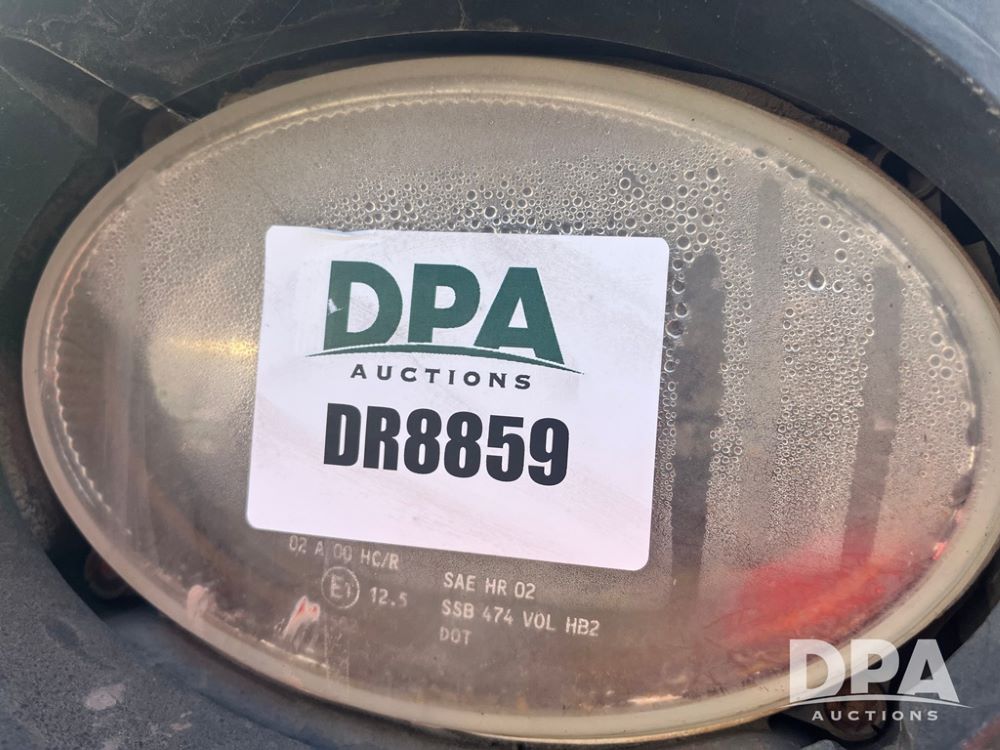 DPA
AUCTIONS
DR8859
02 A 00 HC/R
E1 12.5
SAE HR 02
SSB 474 VOL HB2
DOT
DPA
AUCTIONS